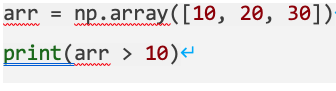 arr = np.array([10, 20, 30])
print(arr > 10)↵